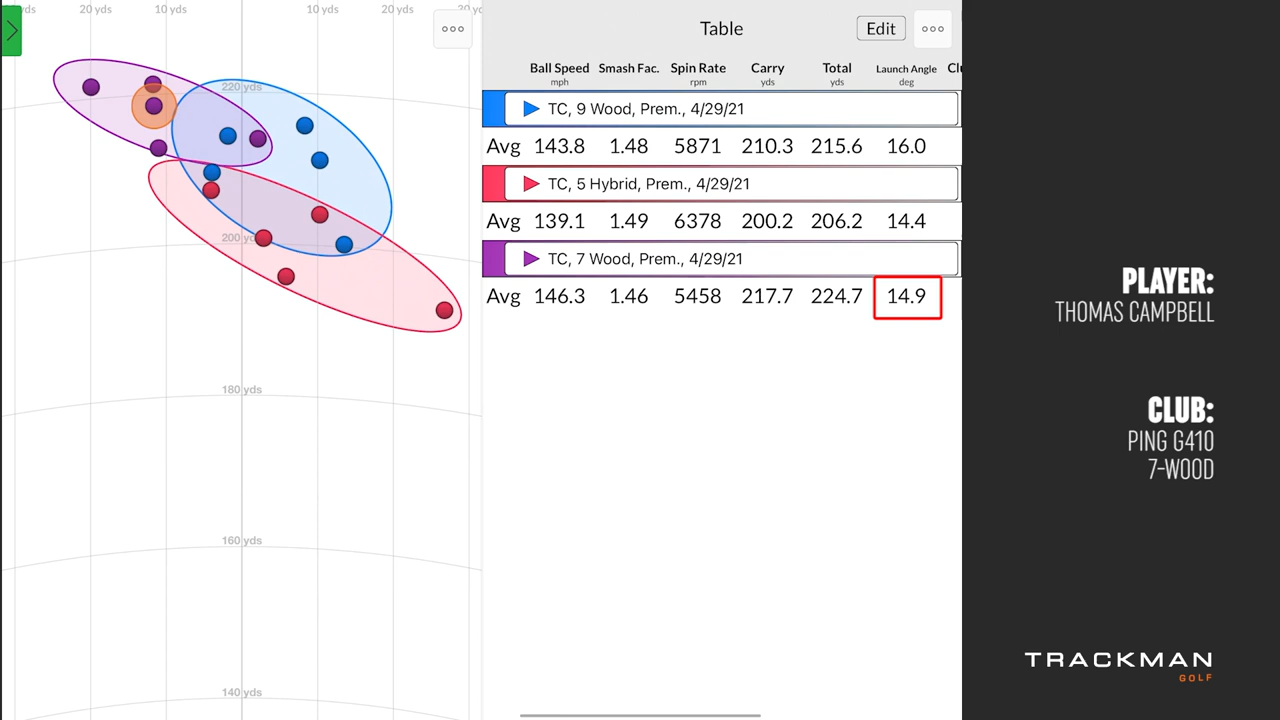 yds 20 yds 10 yds 10 yds 20 yds 30 yds
220 yds
200 yds
180 yds
160 yds
140 yds
Table
Edit
Ball Speed Smash Fac. Spin Rate Carry Total Launch Angle
mph rpm yds yds deg
TC, 9 Wood, Prem., 4/29/21
Avg 143.8 1.48 5871 210.3 215.6 16.0
TC, 5 Hybrid, Prem., 4/29/21
Avg 139.1 1.49 6378 200.2 206.2 14.4
TC, 7 Wood, Prem., 4/29/21
Avg 146.3 1.46 5458 217.7 224.7 14.9
PLAYER:
THOMAS CAMPBELL
CLUB:
PING G410
7-WOOD
TRACKMAN
GOLF